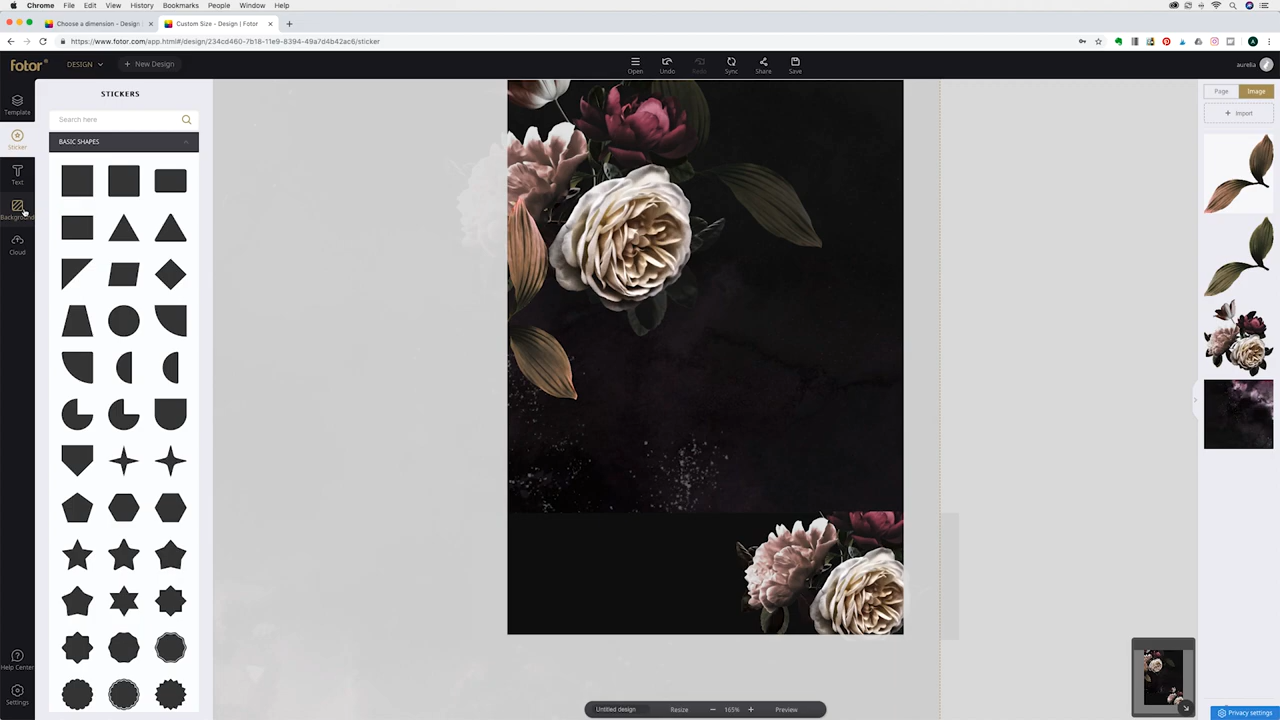 Chrome File Edit View History Bookmarks People Window Help
Choose a dimension - Design
Custom Size - Design | Fotor
https://www.fotor.com/app.html#/design/234cd460-7b18-11e9-8394-49a7d4b42ac6/sticker
fotor
DESIGN
New Design
Open
Undo
Redo
Sync
Share
Save
aurelia
Template
Sticker
Text
Background
Cloud
Help Center
Settings
STICKERS
Search here
BASIC SHAPES
Page
Image
Import
Untitled design
Resize
165%
Preview
Privacy settings